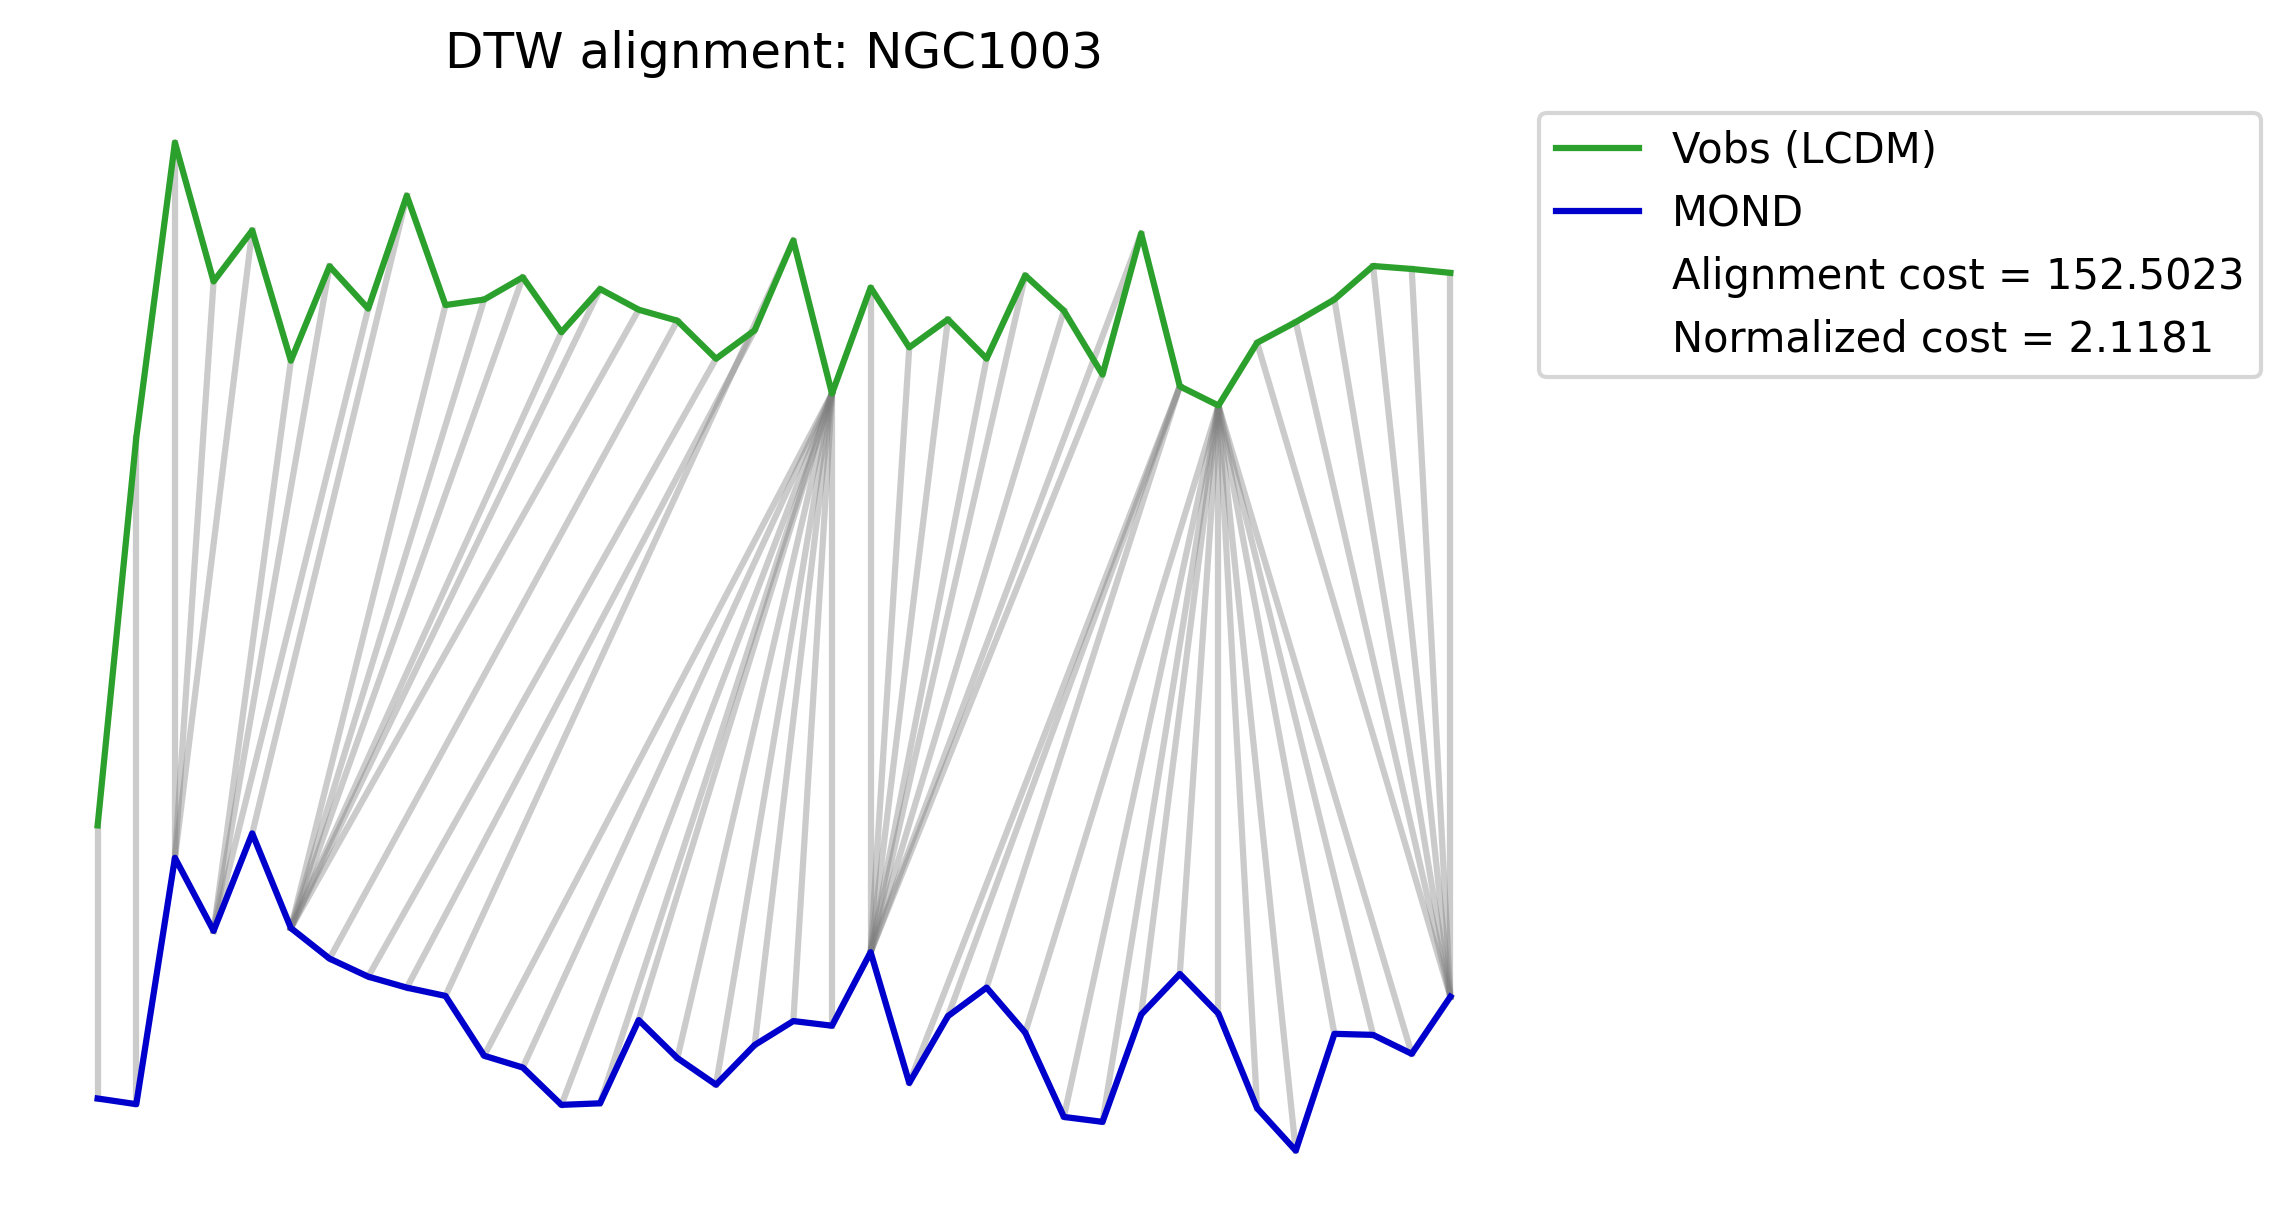 DTW alignment: NGC1003
Vobs (LCDM)
MOND
Alignment cost = 152.5023
Normalized cost = 2.1181